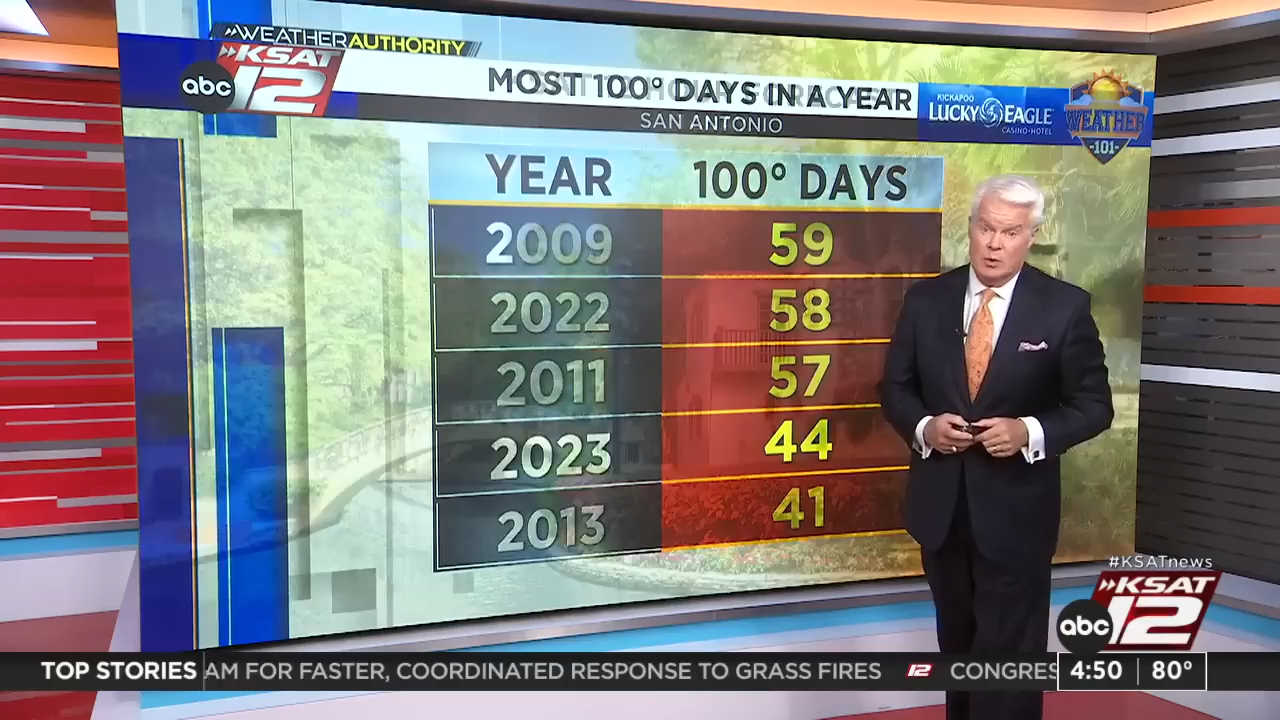 »WEATHERAUTHORITY
»KSAT
abc 12
MOST 100° DAYS IN A YEAR
SAN ANTONIO
KICKAPOO
LUCKY EAGLE
CASINO•HOTEL
WEATHER
-101-
YEAR 100° DAYS
2009 59
2022 58
2011 57
2023 44
2013 41
#KSATnews
»KSAT
abc 12
TOP STORIES AM FOR FASTER, COORDINATED RESPONSE TO GRASS FIRES 12 CONGRES 4:50 80°